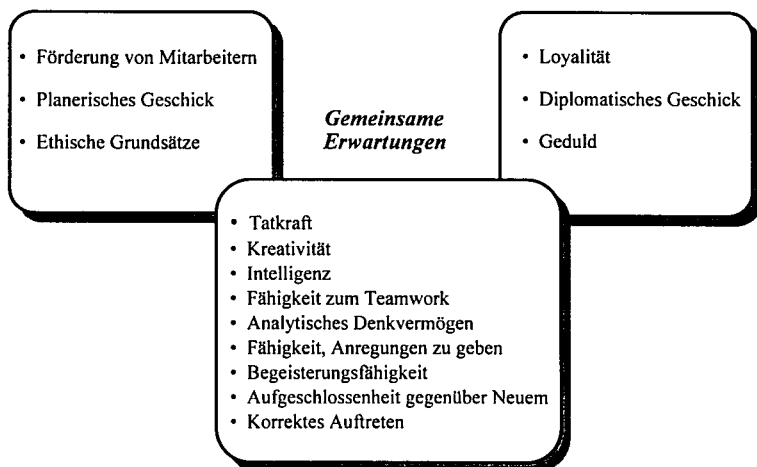 • Förderung von Mitarbeitern
• Planerisches Geschick
• Ethische Grundsätze
Gemeinsame
Erwartungen
• Loyalität
• Diplomatisches Geschick
• Geduld
• Tatkraft
• Kreativität
• Intelligenz
• Fähigkeit zum Teamwork
• Analytisches Denkvermögen
• Fähigkeit, Anregungen zu geben
• Begeisterungsfähigkeit
• Aufgeschlossenheit gegenüber Neuem
• Korrektes Auftreten